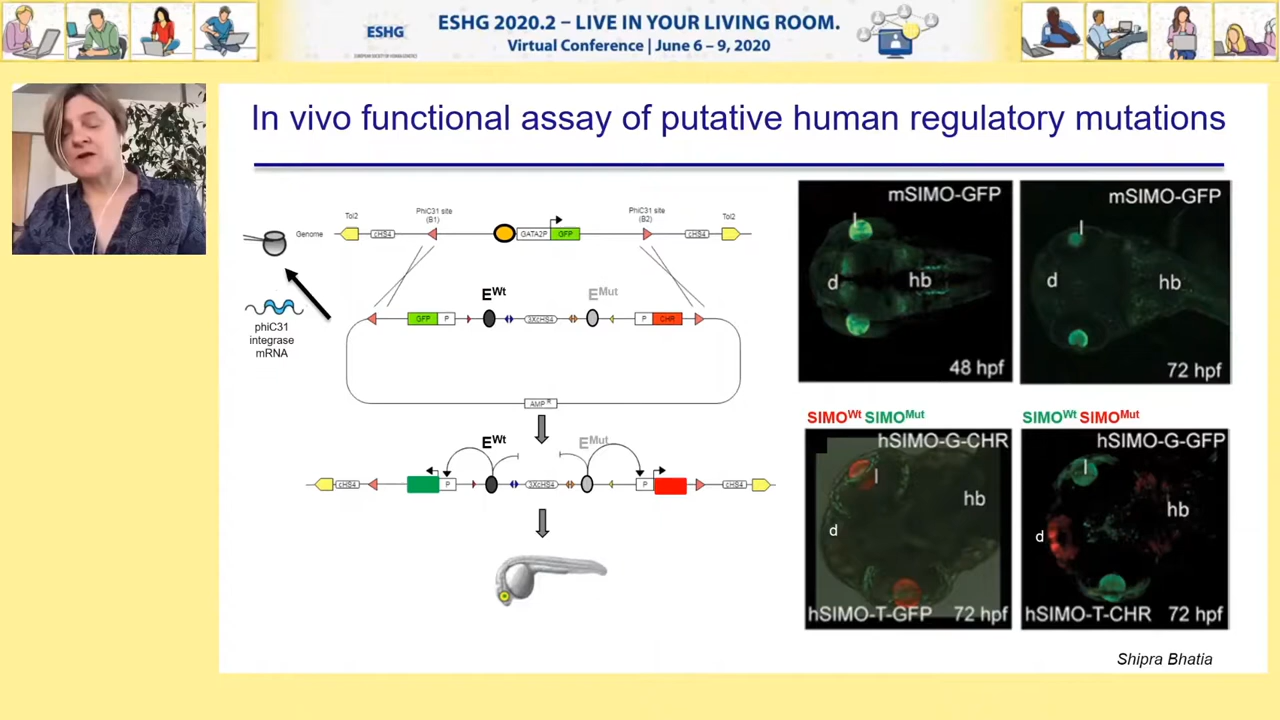 ESHG 2020.2 – LIVE IN YOUR LIVING ROOM.
ESHG
Virtual Conference | June 6 – 9, 2020
In vivo functional assay of putative human regulatory mutations
Tol2
PhiC31 site
(B1)
PhiC31 site
(B2)
Tol2
Genome
cHS4
GATA2P
GFP
cHS4
E^Wt
E^Mut
GFP
P
3XcHS4
P
CHR
phiC31
integrase
mRNA
AMP^R
E^Wt
E^Mut
cHS4
P
3XcHS4
P
cHS4
mSIMO-GFP
l
d
hb
48 hpf
mSIMO-GFP
l
d
hb
72 hpf
SIMO^Wt SIMO^Mut
hSIMO-G-CHR
l
hb
d
hSIMO-T-GFP 72 hpf
SIMO^Wt SIMO^Mut
hSIMO-G-GFP
l
hb
d
hSIMO-T-CHR 72 hpf
Shipra Bhatia